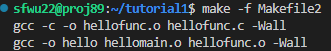 sfwu22@proj89:~/tutorial1$ make -f Makefile2
gcc -c -o hellofunc.o hellofunc.c -Wall
gcc -o hello hellomain.o hellofunc.o -Wall